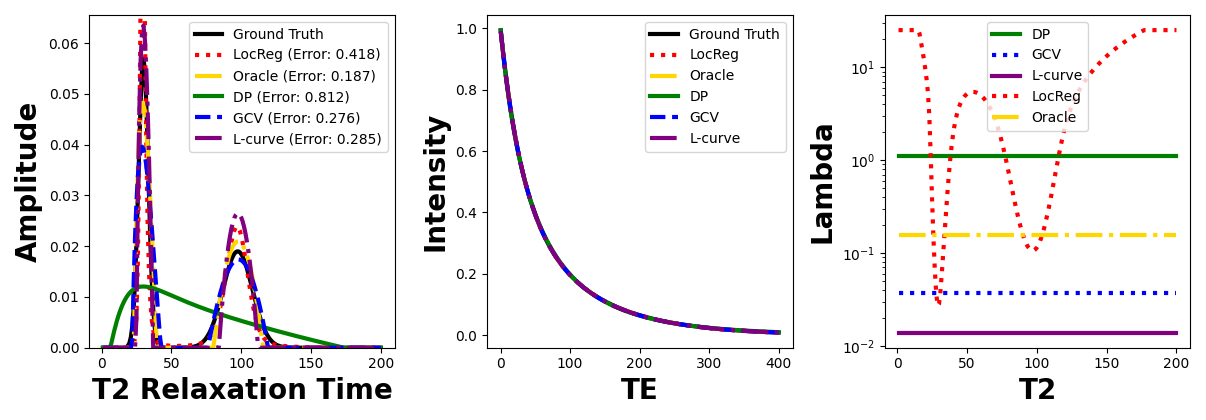 Amplitude
0.06
0.05
0.04
0.03
0.02
0.01
0.00
0
50
100
150
200
T2 Relaxation Time
Ground Truth
LocReg (Error: 0.418)
Oracle (Error: 0.187)
DP (Error: 0.812)
GCV (Error: 0.276)
L-curve (Error: 0.285)
Intensity
1.0
0.8
0.6
0.4
0.2
0.0
0
100
200
300
400
TE
Ground Truth
LocReg
Oracle
DP
GCV
L-curve
Lambda
10¹
10⁰
10⁻¹
10⁻²
0
50
100
150
200
T2
DP
GCV
L-curve
LocReg
Oracle